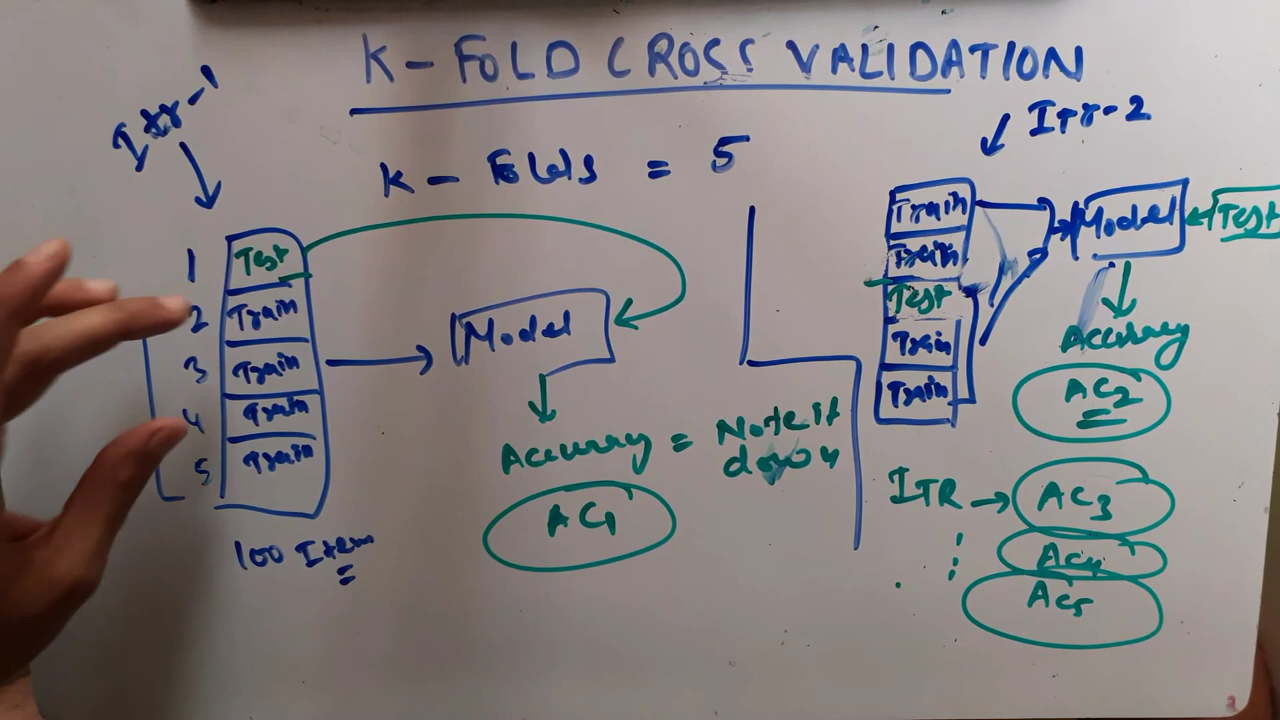 K-FOLD CROSS VALIDATION
Itr-1
K-Folds = 5
1 Test
2 Train
3 Train
4 Train
5 Train
100 Item
Model
Accuracy = Note it
down
AC1
Itr-2
Train
Train
Test
Train
Train
Model
Test
Accuracy
AC2
ITR → AC3
AC4
AC5